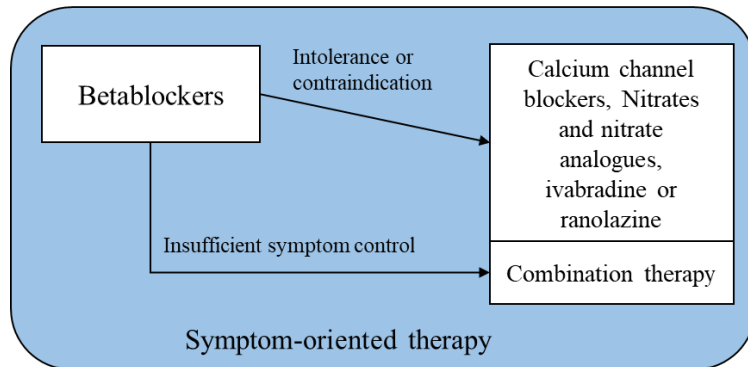 Betablockers
Intolerance or
contraindication
Calcium channel
blockers, Nitrates
and nitrate
analogues,
ivabradine or
ranolazine
Insufficient symptom control
Combination therapy
Symptom-oriented therapy